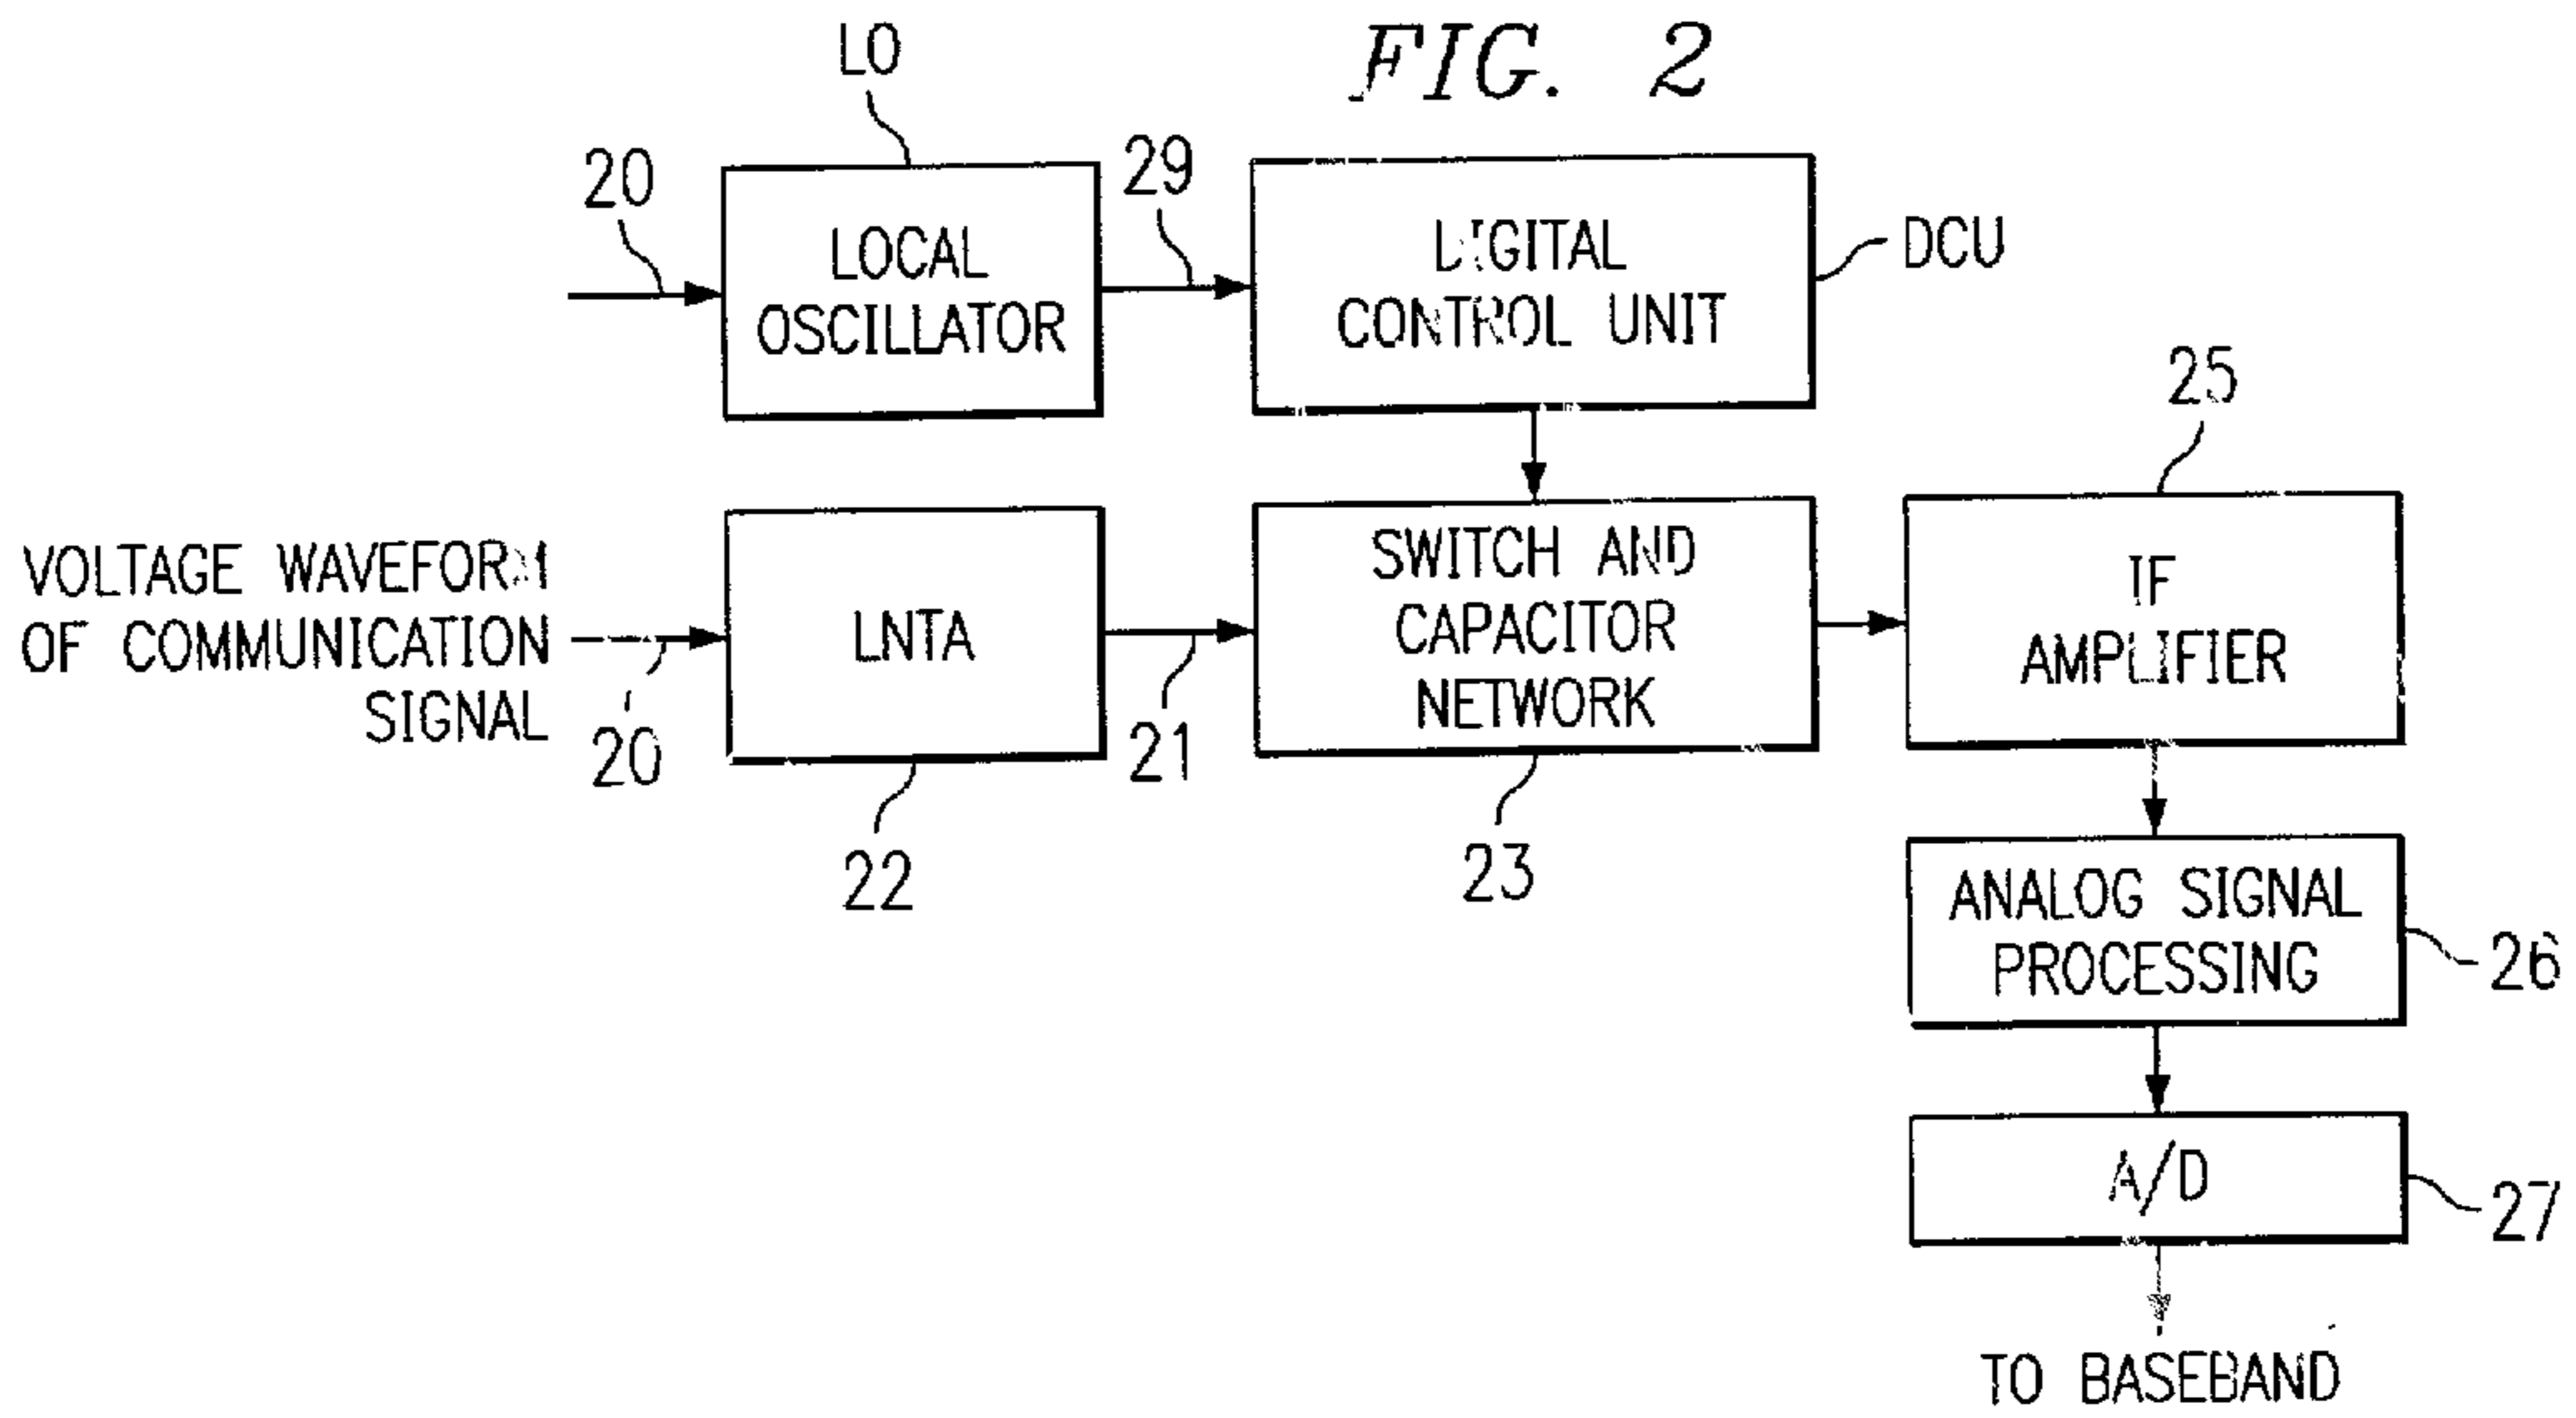 FIG. 2
LO
20
LOCAL
OSCILLATOR
29
DIGITAL
CONTROL UNIT
DCU
VOLTAGE WAVEFORM
OF COMMUNICATION
SIGNAL
20
LNTA
22
21
SWITCH AND
CAPACITOR
NETWORK
23
25
IF
AMPLIFIER
ANALOG SIGNAL
PROCESSING
26
A/D
27
TO BASEBAND